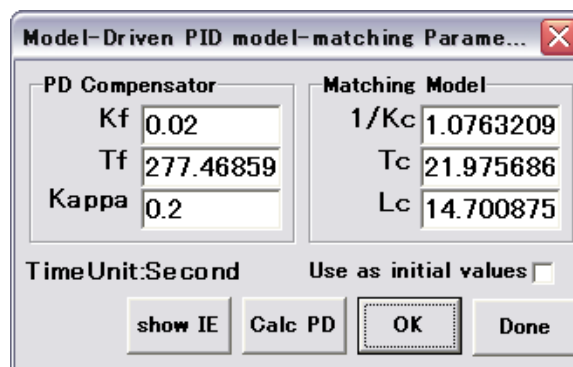 Model-Driven PID model-matching Parame...
PD Compensator
Kf 0.02
Tf 277.46859
Kappa 0.2
Matching Model
1/Kc 1.0763209
Tc 21.975686
Lc 14.700875
TimeUnit:Second
Use as initial values
show IE
Calc PD
OK
Done